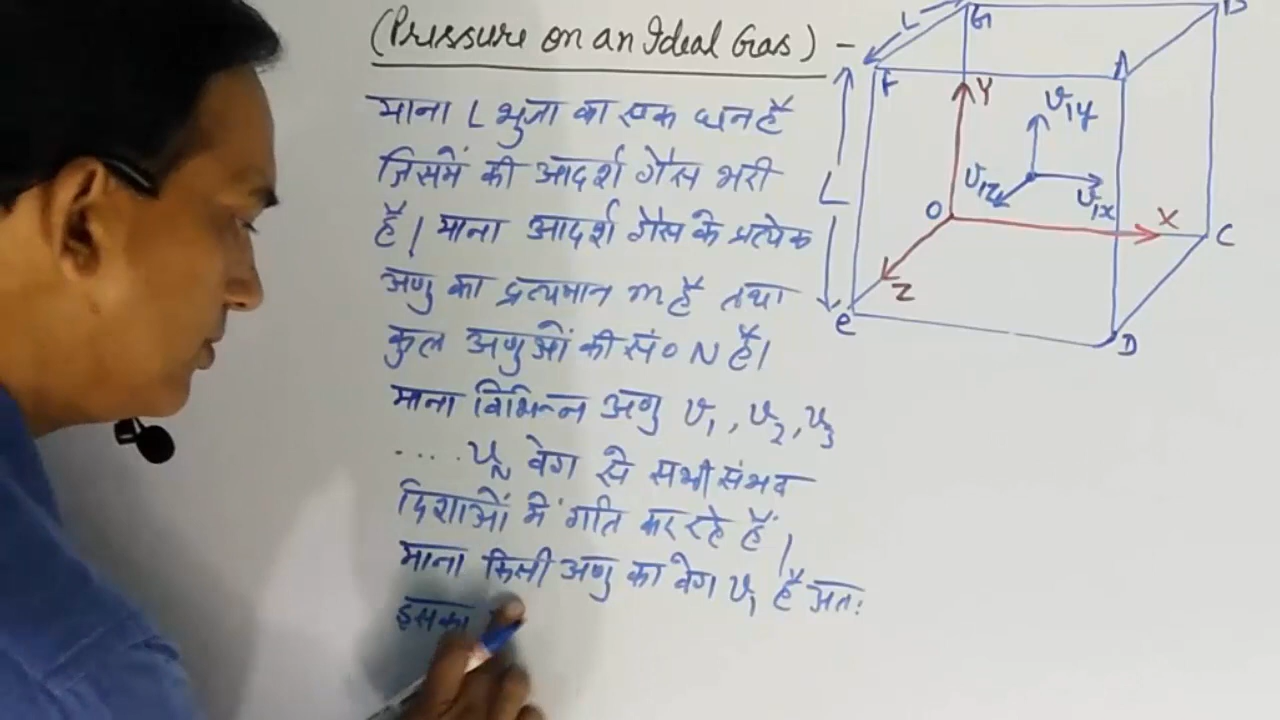 (Pressure on an Ideal Gas) -
माना L भुजा का एक घन है
जिसमें की आदर्श गैस भरी
है। माना आदर्श गैस के प्रत्येक
अणु का द्रव्यमान m है तथा
कुल अणुओं की सं० N है।
माना विभिन्न अणु v₁, v₂, v₃
.... v_N वेग से सभी संभव
दिशाओं में गति कर रहे हैं।
माना किसी अणु का वेग v₁ है अतः
इसका
L
G
B
F
A
Y
v₁y
L
v₁z
v₁x
O
X
C
Z
e
D